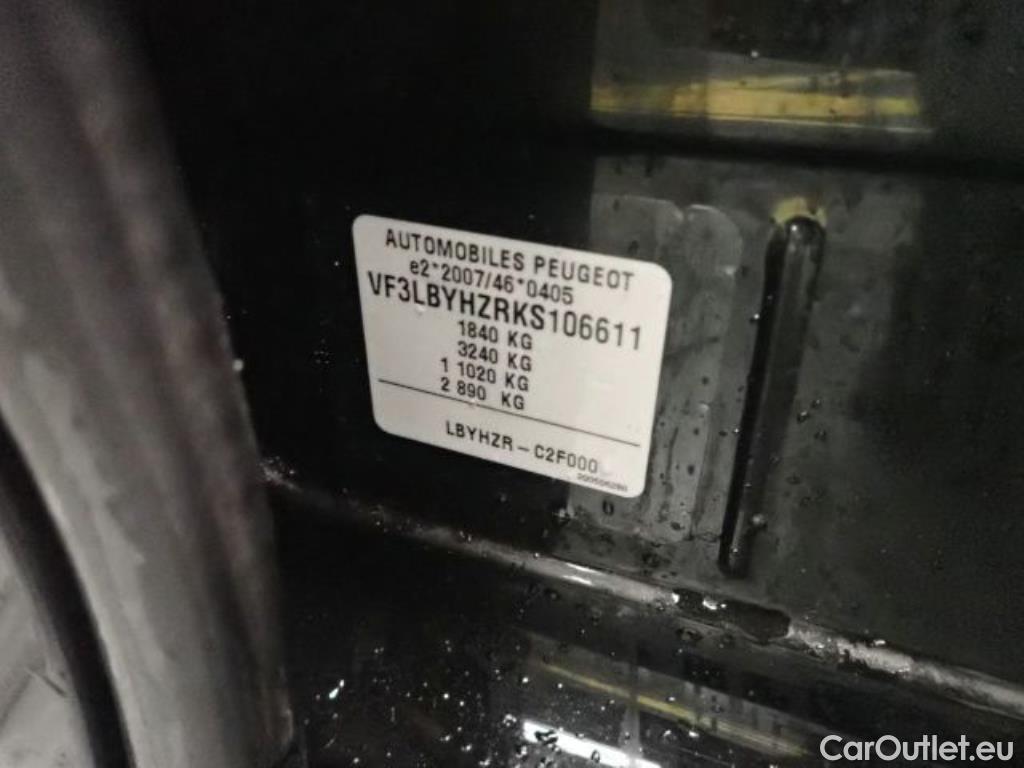 AUTOMOBILES PEUGEOT
e2*2007/46*0405
VF3LBYHZRKS106611
1840 KG
3240 KG
1 1020 KG
2 890 KG
LBYHZR-C2F000
CarOutlet.eu